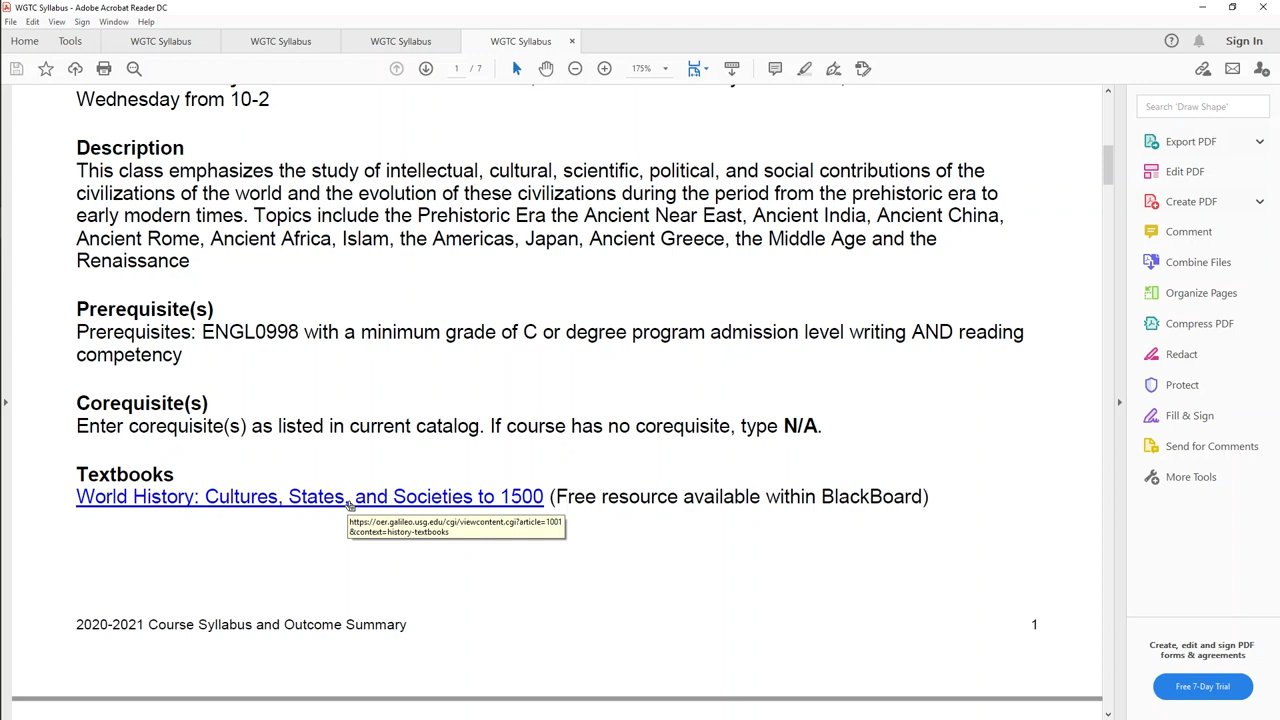 WGTC Syllabus - Adobe Acrobat Reader DC
File Edit View Sign Window Help
Home Tools WGTC Syllabus WGTC Syllabus WGTC Syllabus WGTC Syllabus × Sign In
1 / 7 175%
Wednesday from 10-2
Description
This class emphasizes the study of intellectual, cultural, scientific, political, and social contributions of the
civilizations of the world and the evolution of these civilizations during the period from the prehistoric era to
early modern times. Topics include the Prehistoric Era the Ancient Near East, Ancient India, Ancient China,
Ancient Rome, Ancient Africa, Islam, the Americas, Japan, Ancient Greece, the Middle Age and the
Renaissance
Prerequisite(s)
Prerequisites: ENGL0998 with a minimum grade of C or degree program admission level writing AND reading
competency
Corequisite(s)
Enter corequisite(s) as listed in current catalog. If course has no corequisite, type N/A.
Textbooks
World History: Cultures, States, and Societies to 1500 (Free resource available within BlackBoard)
https://oer.galileo.usg.edu/cgi/viewcontent.cgi?article=1001
&context=history-textbooks
2020-2021 Course Syllabus and Outcome Summary 1
Search 'Draw Shape'
Export PDF
Edit PDF
Create PDF
Comment
Combine Files
Organize Pages
Compress PDF
Redact
Protect
Fill & Sign
Send for Comments
More Tools
Create, edit and sign PDF
forms & agreements
Free 7-Day Trial